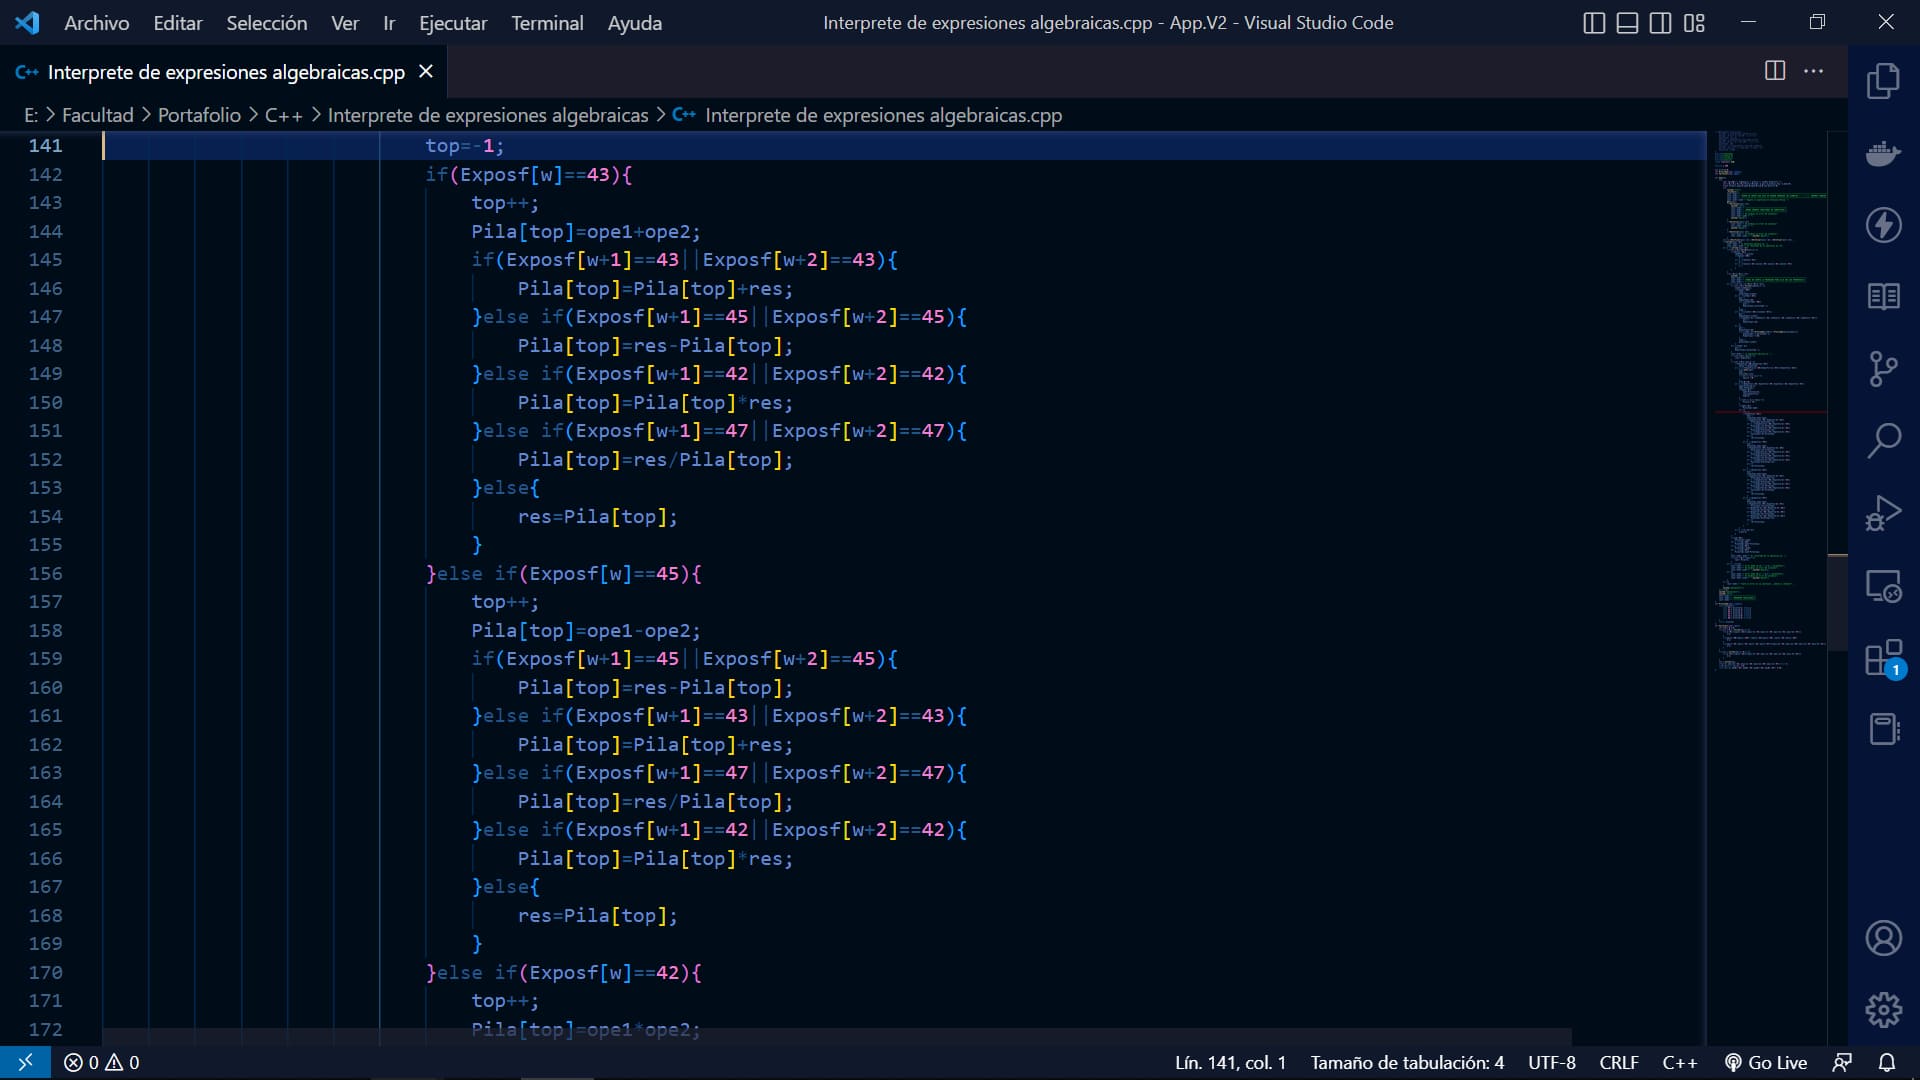 Archivo Editar Selección Ver Ir Ejecutar Terminal Ayuda Interprete de expresiones algebraicas.cpp - App.V2 - Visual Studio Code
C++ Interprete de expresiones algebraicas.cpp
E: > Facultad > Portafolio > C++ > Interprete de expresiones algebraicas > C++ Interprete de expresiones algebraicas.cpp
141 top=-1;
142 if(Exposf[w]==43){
143 top++;
144 Pila[top]=ope1+ope2;
145 if(Exposf[w+1]==43||Exposf[w+2]==43){
146 Pila[top]=Pila[top]+res;
147 }else if(Exposf[w+1]==45||Exposf[w+2]==45){
148 Pila[top]=res-Pila[top];
149 }else if(Exposf[w+1]==42||Exposf[w+2]==42){
150 Pila[top]=Pila[top]*res;
151 }else if(Exposf[w+1]==47||Exposf[w+2]==47){
152 Pila[top]=res/Pila[top];
153 }else{
154 res=Pila[top];
155 }
156 }else if(Exposf[w]==45){
157 top++;
158 Pila[top]=ope1-ope2;
159 if(Exposf[w+1]==45||Exposf[w+2]==45){
160 Pila[top]=res-Pila[top];
161 }else if(Exposf[w+1]==43||Exposf[w+2]==43){
162 Pila[top]=Pila[top]+res;
163 }else if(Exposf[w+1]==47||Exposf[w+2]==47){
164 Pila[top]=res/Pila[top];
165 }else if(Exposf[w+1]==42||Exposf[w+2]==42){
166 Pila[top]=Pila[top]*res;
167 }else{
168 res=Pila[top];
169 }
170 }else if(Exposf[w]==42){
171 top++;
172 Pila[top]=ope1*ope2;
1
0 0 Lín. 141, col. 1 Tamaño de tabulación: 4 UTF-8 CRLF C++ Go Live